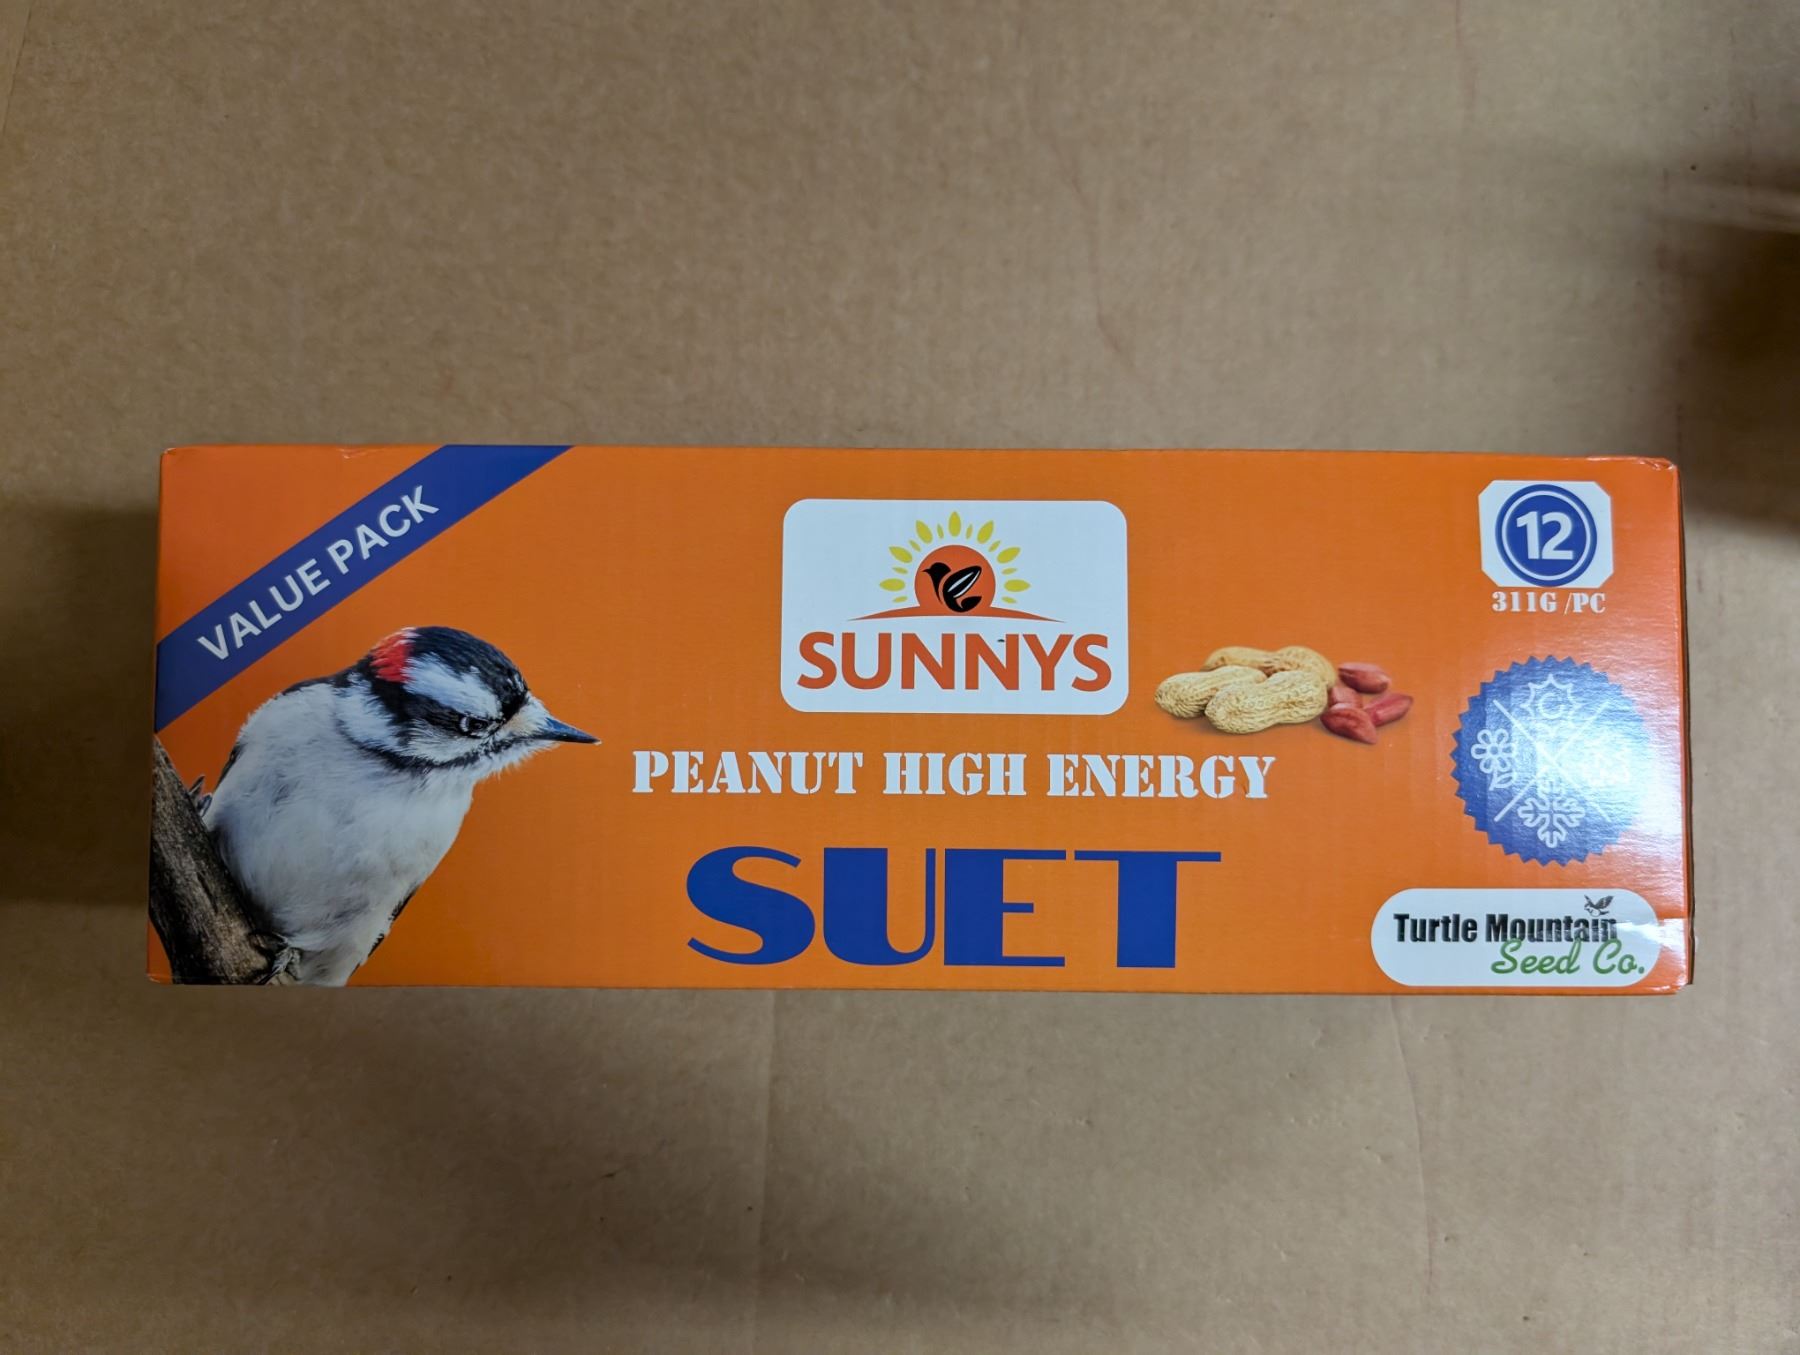 VALUE PACK
SUNNYS
12
311G /PC
PEANUT HIGH ENERGY
SUET
Turtle Mountain
Seed Co.